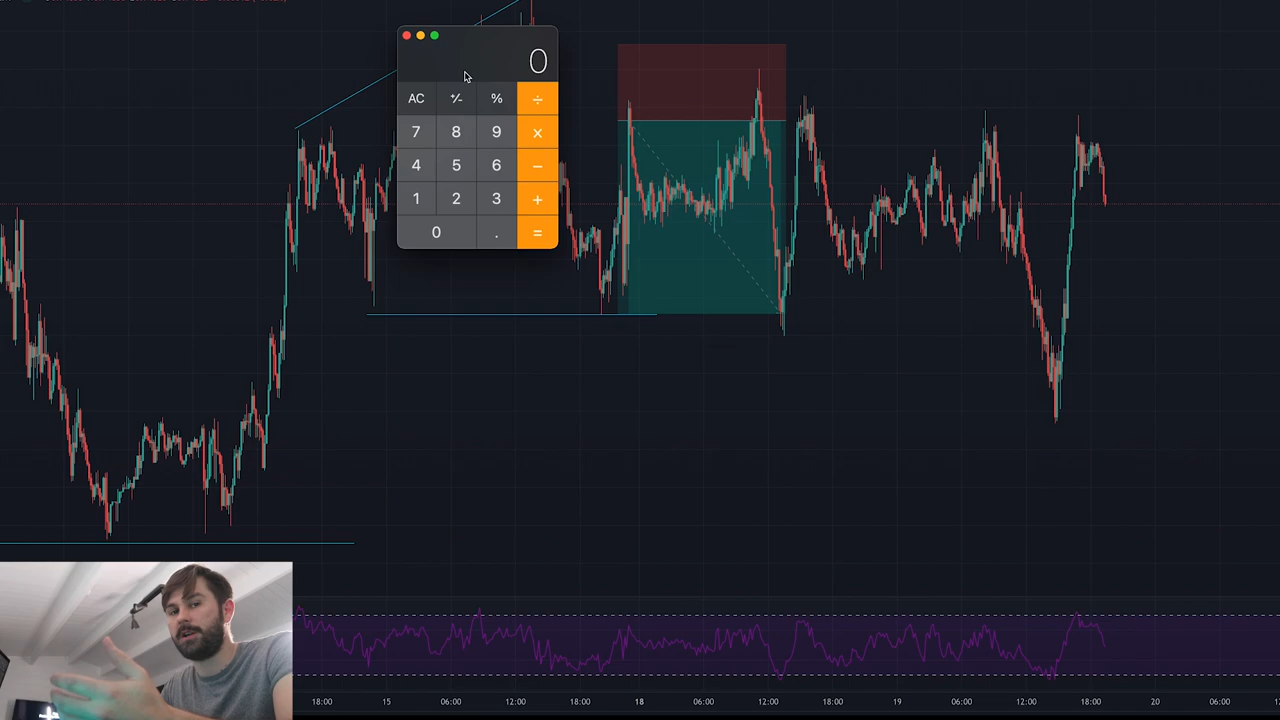 0
AC ⁺∕₋ % ÷
7 8 9 ×
4 5 6 −
1 2 3 +
0 . =
18:00 15 06:00 12:00 18:00 18 06:00 12:00 18:00 19 06:00 12:00 18:00 20 06:00